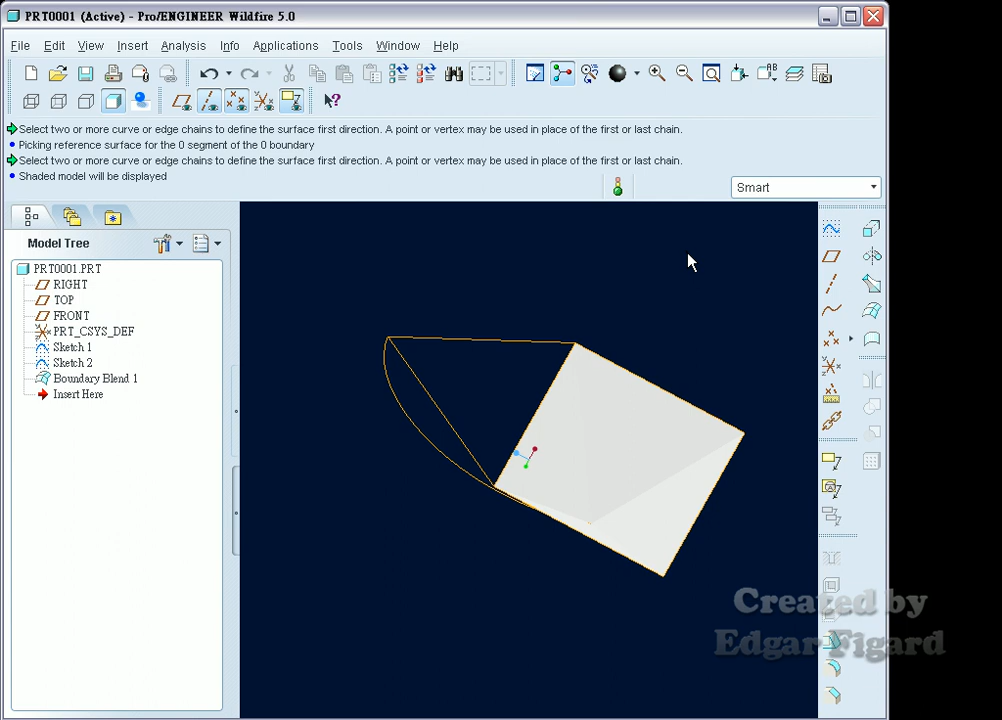 PRT0001 (Active) - Pro/ENGINEER Wildfire 5.0
File Edit View Insert Analysis Info Applications Tools Window Help
Select two or more curve or edge chains to define the surface first direction. A point or vertex may be used in place of the first or last chain.
Picking reference surface for the 0 segment of the 0 boundary
Select two or more curve or edge chains to define the surface first direction. A point or vertex may be used in place of the first or last chain.
Shaded model will be displayed
Smart
Model Tree
PRT0001.PRT
RIGHT
TOP
FRONT
PRT_CSYS_DEF
Sketch 1
Sketch 2
Boundary Blend 1
Insert Here
Created by
Edgar Figard